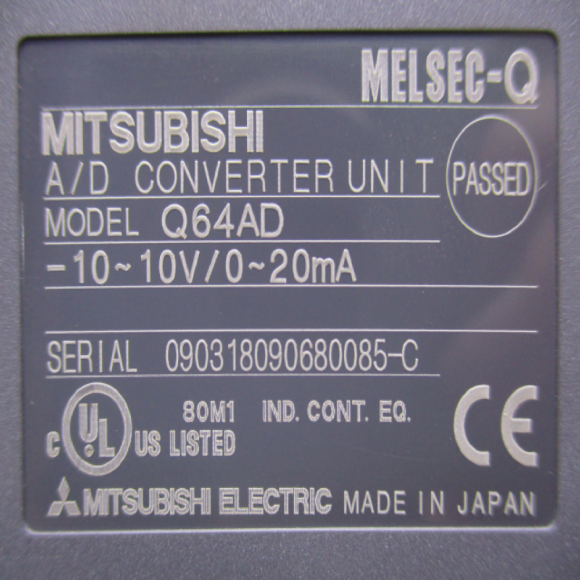 MELSEC-Q
MITSUBISHI
A/D CONVERTER UNIT PASSED
MODEL Q64AD
-10~10V/0~20mA
SERIAL 090318090680085-C
80M1 IND. CONT. EQ.
C UL US LISTED CE
MITSUBISHI ELECTRIC MADE IN JAPAN